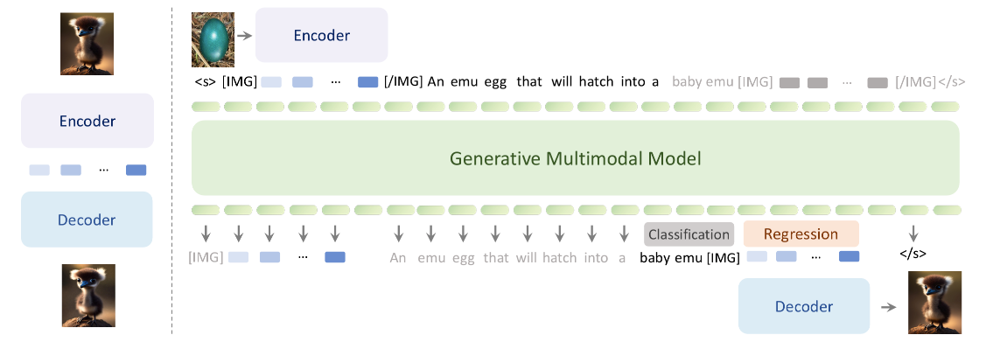 Encoder
...
Decoder
Encoder
<s> [IMG] ... [/IMG] An emu egg that will hatch into a baby emu [IMG] ... [/IMG] </s>
Generative Multimodal Model
Classification Regression
[IMG] ... An emu egg that will hatch into a baby emu [IMG] ... </s>
Decoder